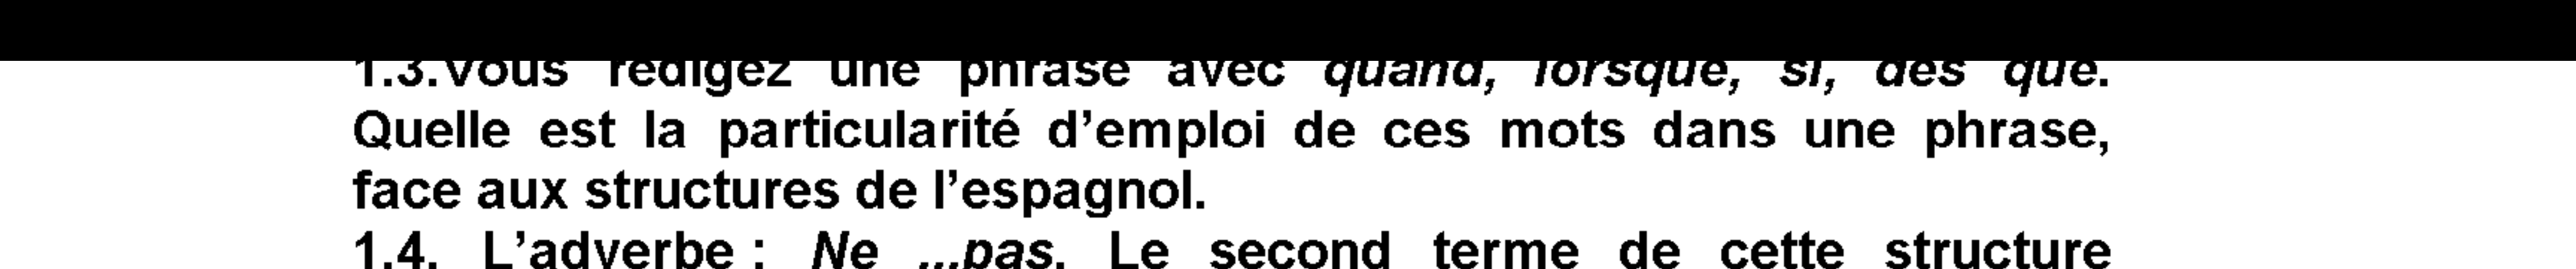 1.3.Vous rédigez une phrase avec quand, lorsque, si, dès que.
Quelle est la particularité d’emploi de ces mots dans une phrase,
face aux structures de l’espagnol.
1.4. L’adverbe : Ne ...pas. Le second terme de cette structure